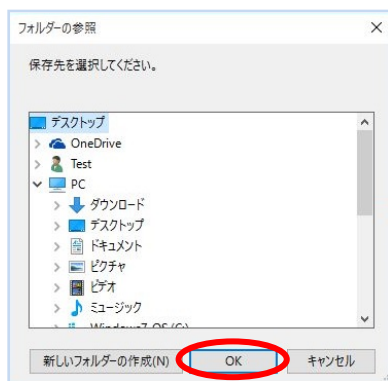 フォルダーの参照
保存先を選択してください。
デスクトップ
OneDrive
Test
PC
ダウンロード
デスクトップ
ドキュメント
ピクチャ
ビデオ
ミュージック
Windows7_OS (C:)
新しいフォルダーの作成(N)
OK
キャンセル